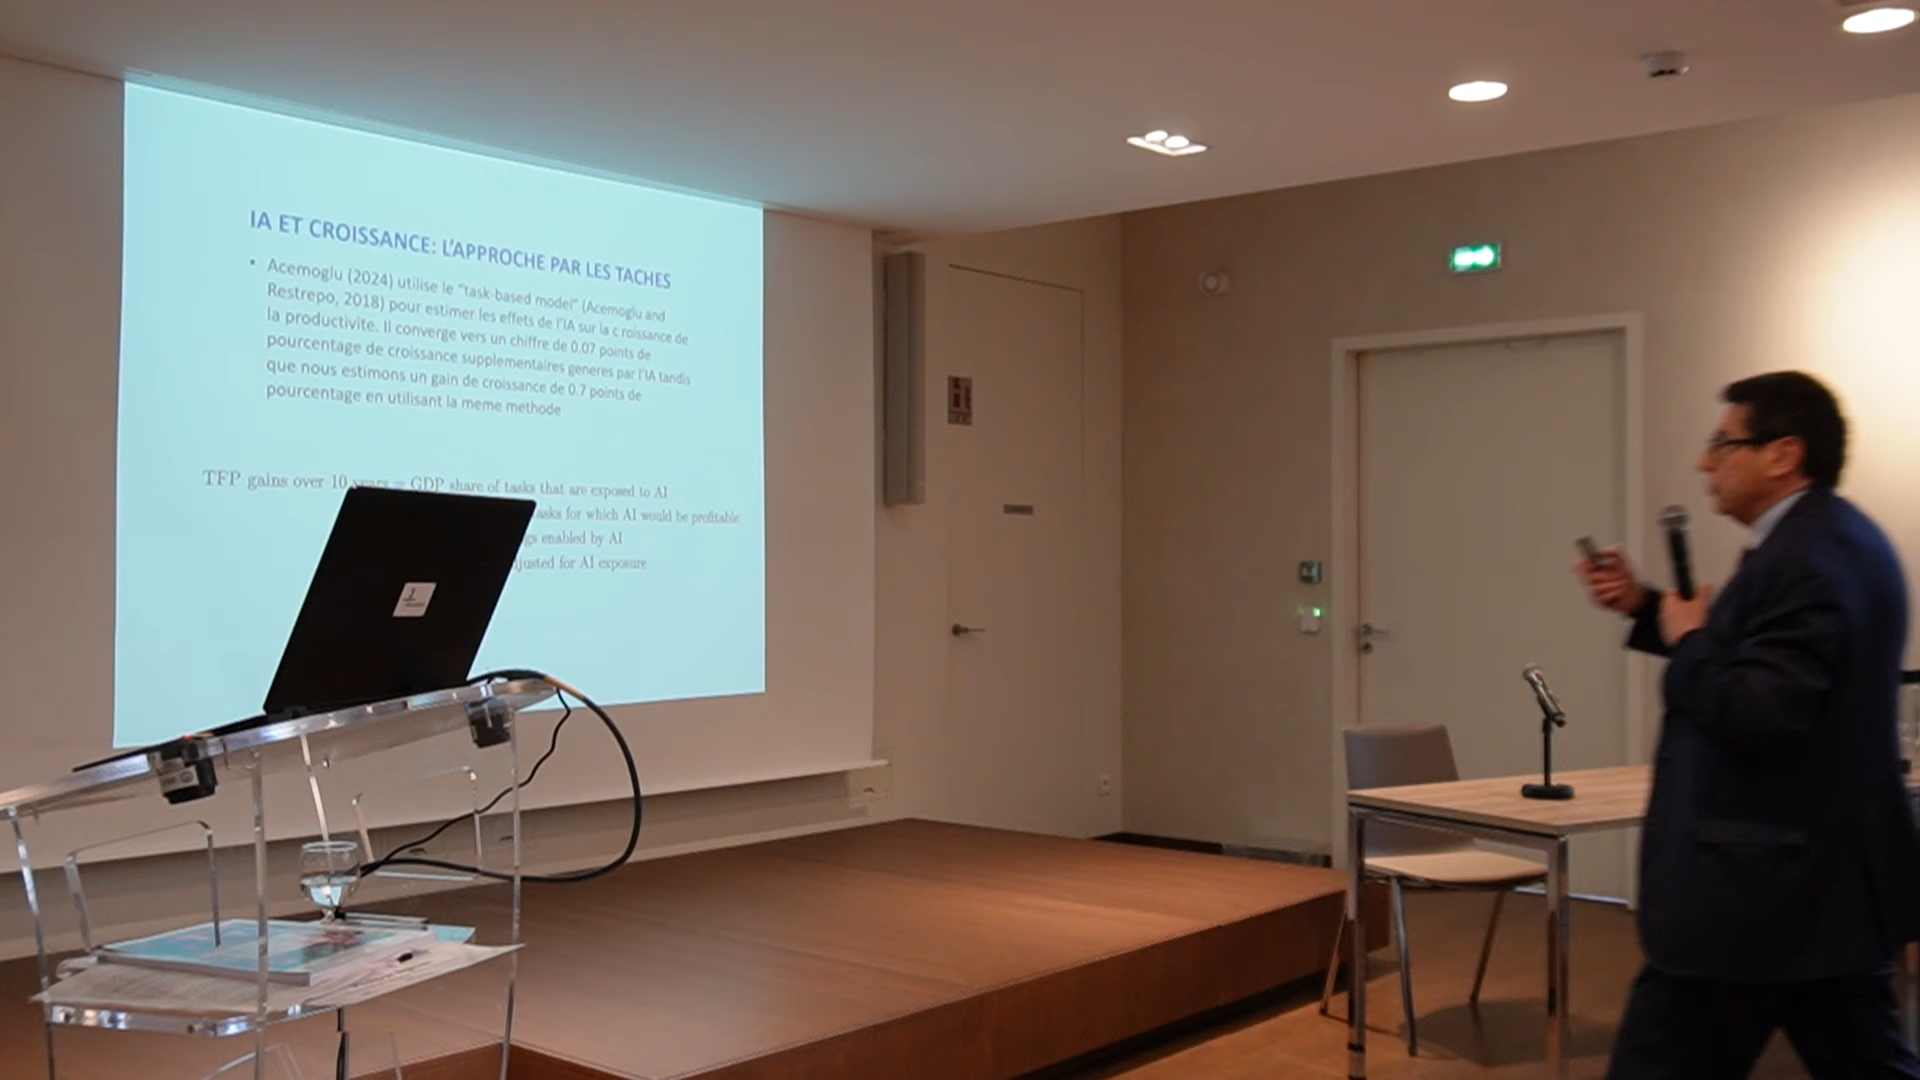 IA ET CROISSANCE: L'APPROCHE PAR LES TACHES
• Acemoglu (2024) utilise le "task-based model" (Acemoglu and
Restrepo, 2018) pour estimer les effets de l'IA sur la c roissance de
la productivite. Il converge vers un chiffre de 0.07 points de
pourcentage de croissance supplementaires generes par l'IA tandis
que nous estimons un gain de croissance de 0.7 points de
pourcentage en utilisant la meme methode
TFP gains over 10 years = GDP share of tasks that are exposed to AI
tasks for which AI would be profitable
enabled by AI
for AI exposure